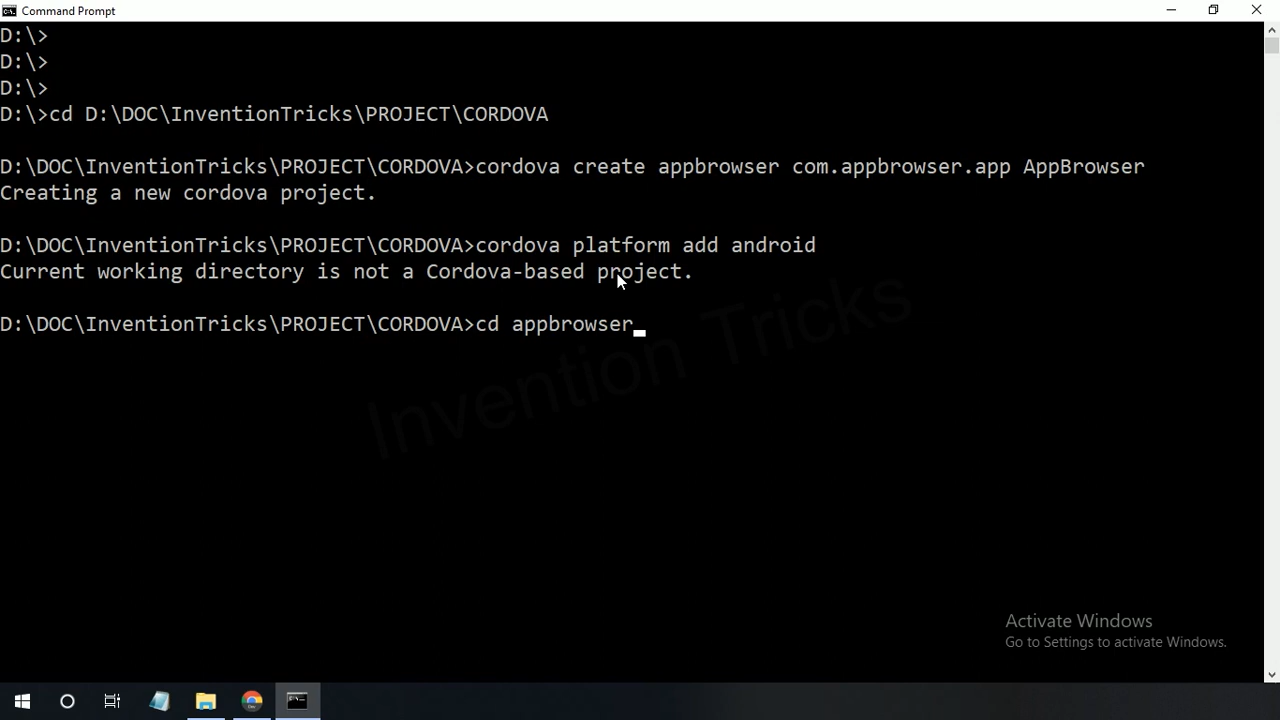 Command Prompt
D:\>
D:\>
D:\>
D:\>cd D:\DOC\InventionTricks\PROJECT\CORDOVA
D:\DOC\InventionTricks\PROJECT\CORDOVA>cordova create appbrowser com.appbrowser.app AppBrowser
Creating a new cordova project.
D:\DOC\InventionTricks\PROJECT\CORDOVA>cordova platform add android
Current working directory is not a Cordova-based project.
D:\DOC\InventionTricks\PROJECT\CORDOVA>cd appbrowser
Invention Tricks
Activate Windows
Go to Settings to activate Windows.